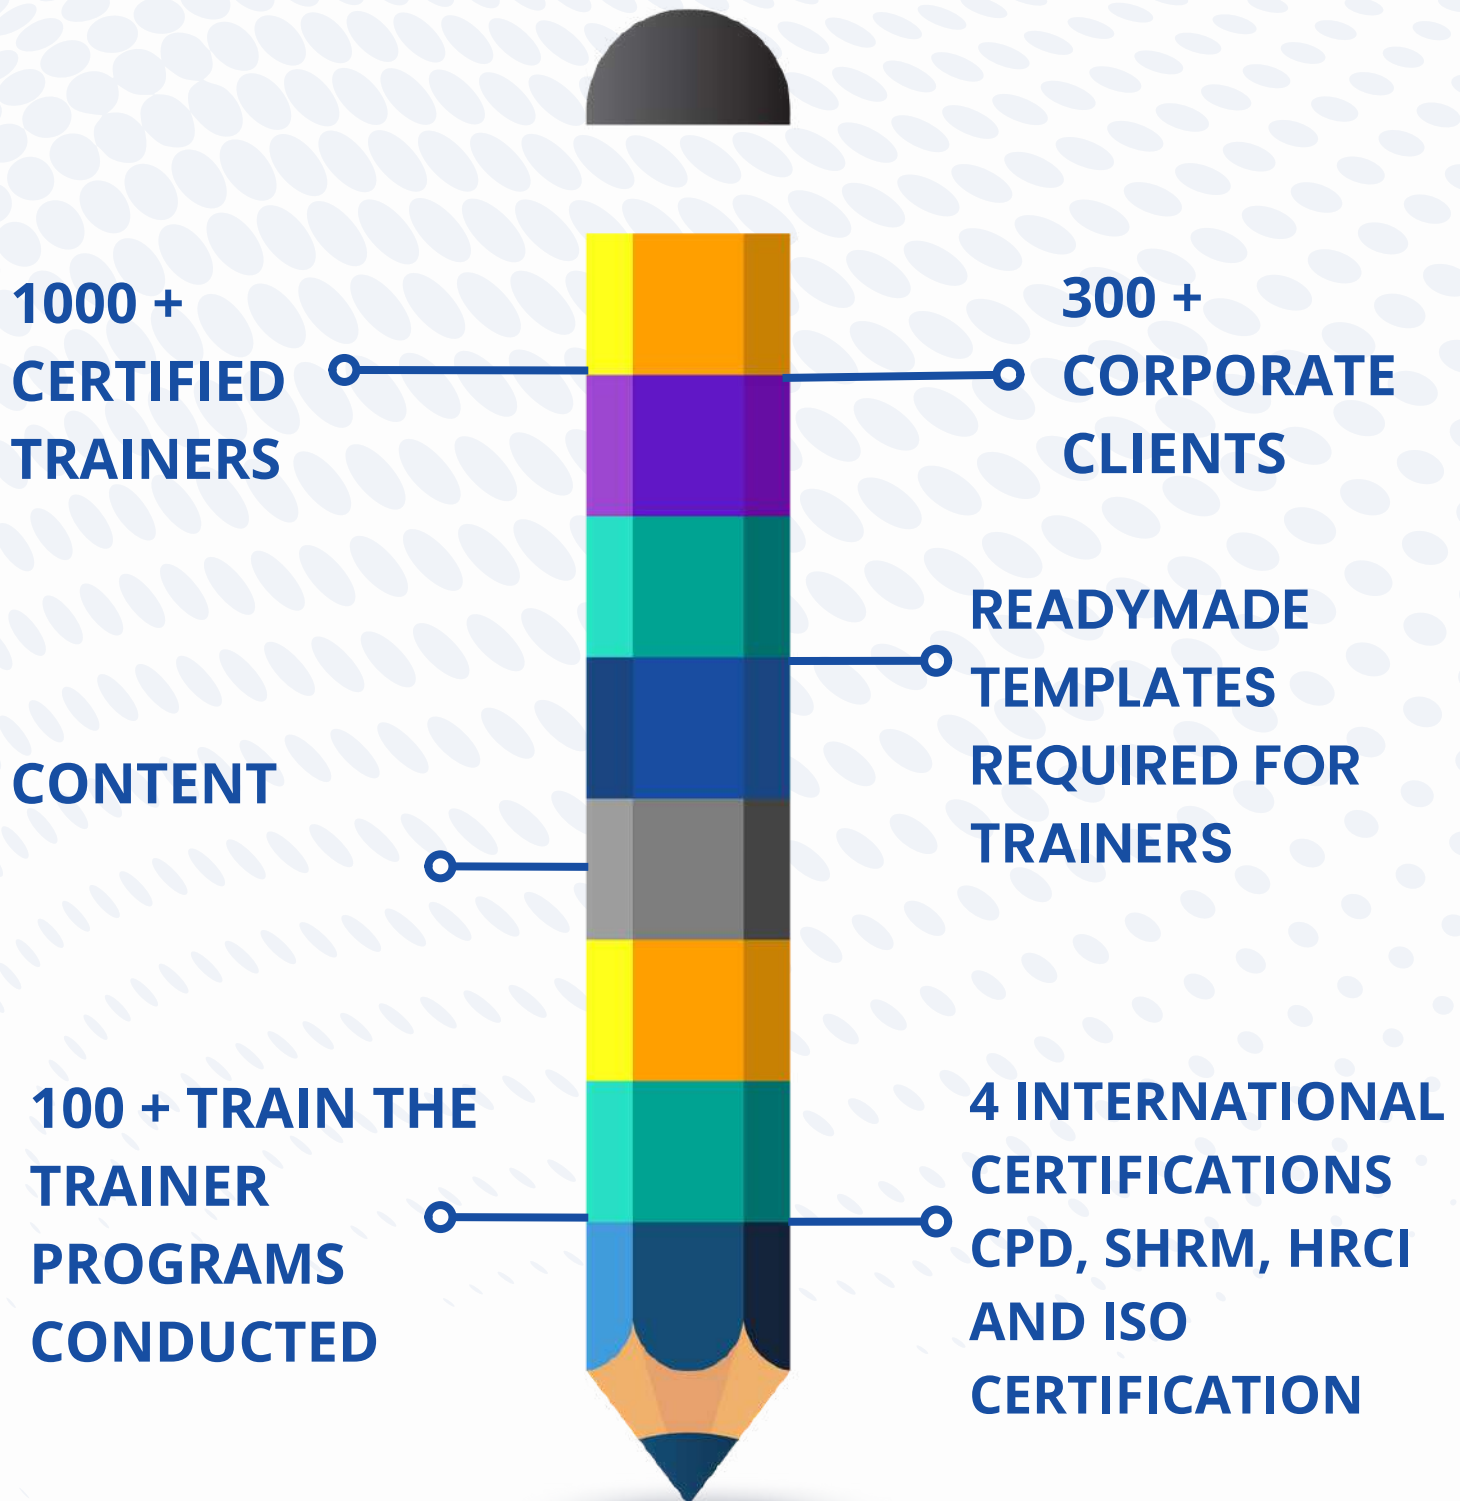 1000 +
CERTIFIED
TRAINERS
300 +
CORPORATE
CLIENTS
READYMADE
TEMPLATES
REQUIRED FOR
TRAINERS
CONTENT
100 + TRAIN THE
TRAINER
PROGRAMS
CONDUCTED
4 INTERNATIONAL
CERTIFICATIONS
CPD, SHRM, HRCI
AND ISO
CERTIFICATION